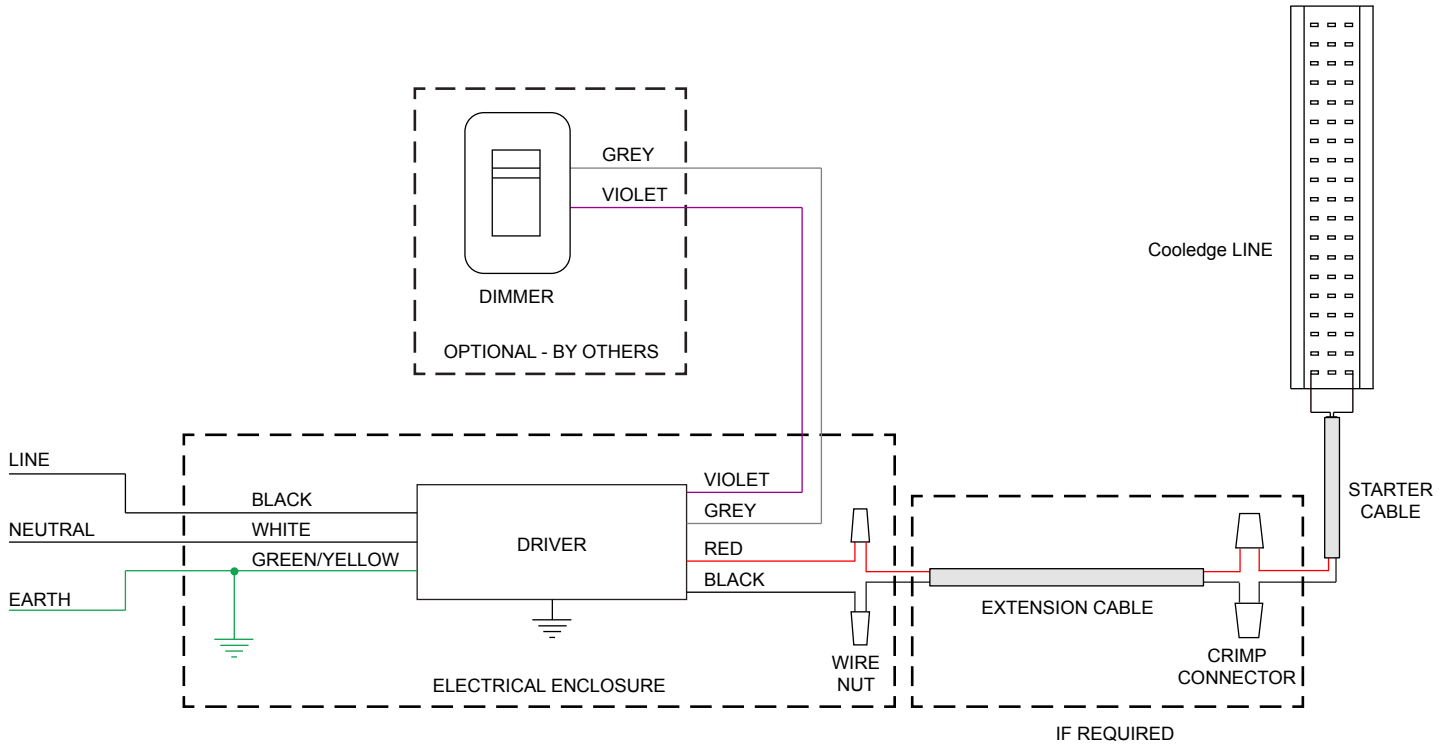 GREY
VIOLET
Cooledge LINE
DIMMER
OPTIONAL - BY OTHERS
LINE
BLACK
NEUTRAL
WHITE
GREEN/YELLOW
EARTH
DRIVER
VIOLET
GREY
RED
BLACK
WIRE
NUT
ELECTRICAL ENCLOSURE
EXTENSION CABLE
CRIMP
CONNECTOR
STARTER
CABLE
IF REQUIRED